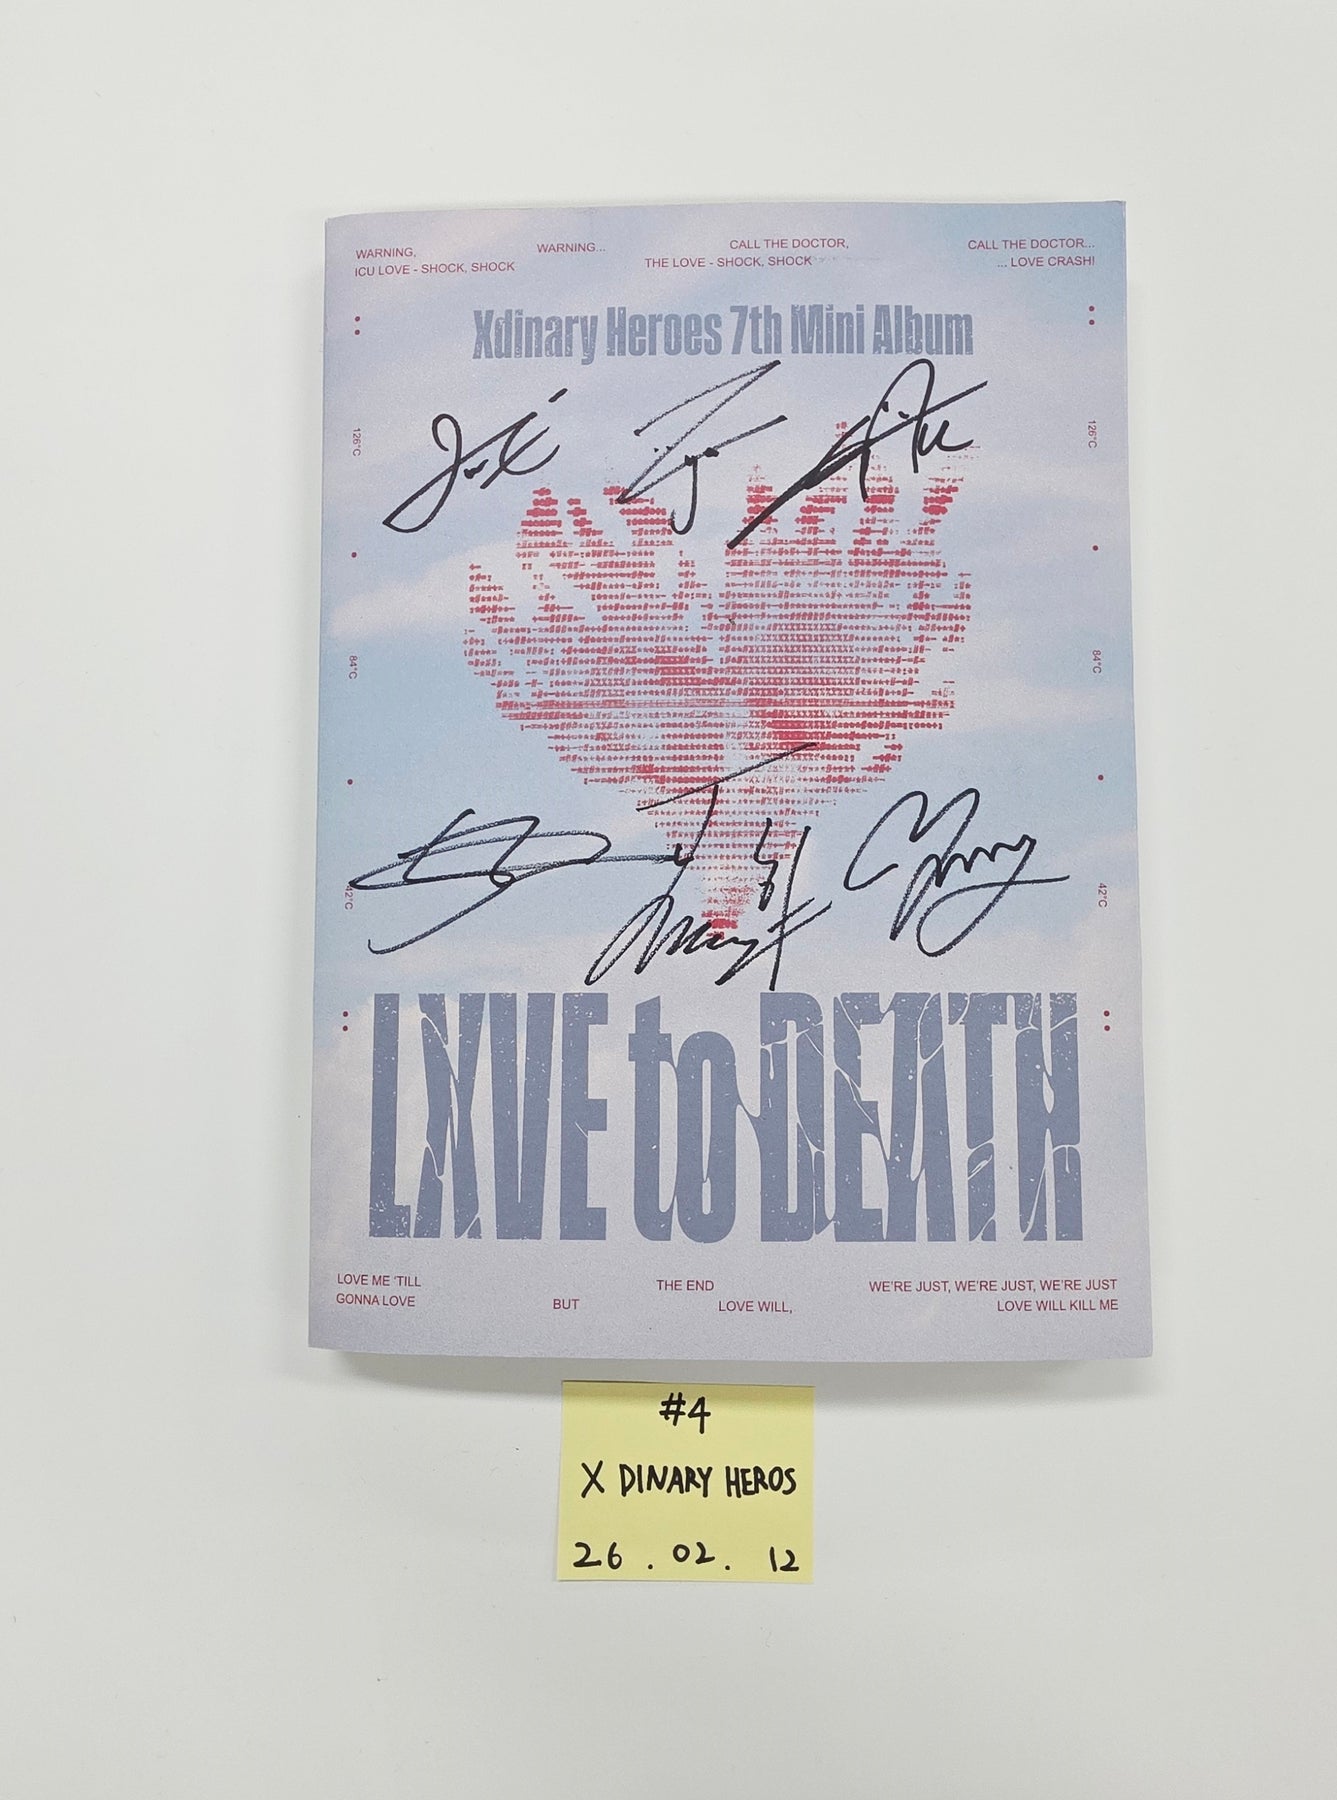 WARNING, WARNING... CALL THE DOCTOR, CALL THE DOCTOR...
ICU LOVE - SHOCK, SHOCK THE LOVE - SHOCK, SHOCK ... LOVE CRASH!
Xdinary Heroes 7th Mini Album
126°C 126°C
84°C 84°C
42°C 42°C
LXVE to DEATH
LOVE ME 'TILL THE END WE'RE JUST, WE'RE JUST, WE'RE JUST
GONNA LOVE BUT LOVE WILL, LOVE WILL KILL ME
#4
X DINARY HEROS
26. 02. 12